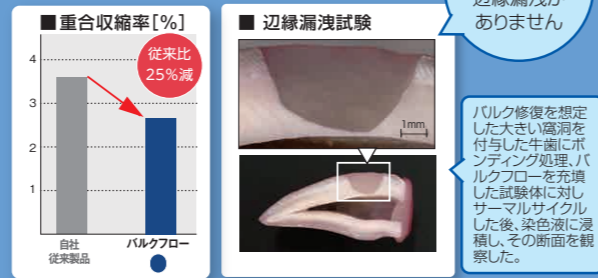 ■重合収縮率[%]
従来比
25%減
4
3
2
1
自社
従来製品
バルクフロー
■ 辺縁漏洩試験
1mm
ありません
バルク修復を想定
した大きい窩洞を
付与した牛歯にボ
ンディング処理、バ
ルクフローを充填
した試験体に対し
サーマルサイクル
した後、染色液に浸
積し、その断面を観
察した。